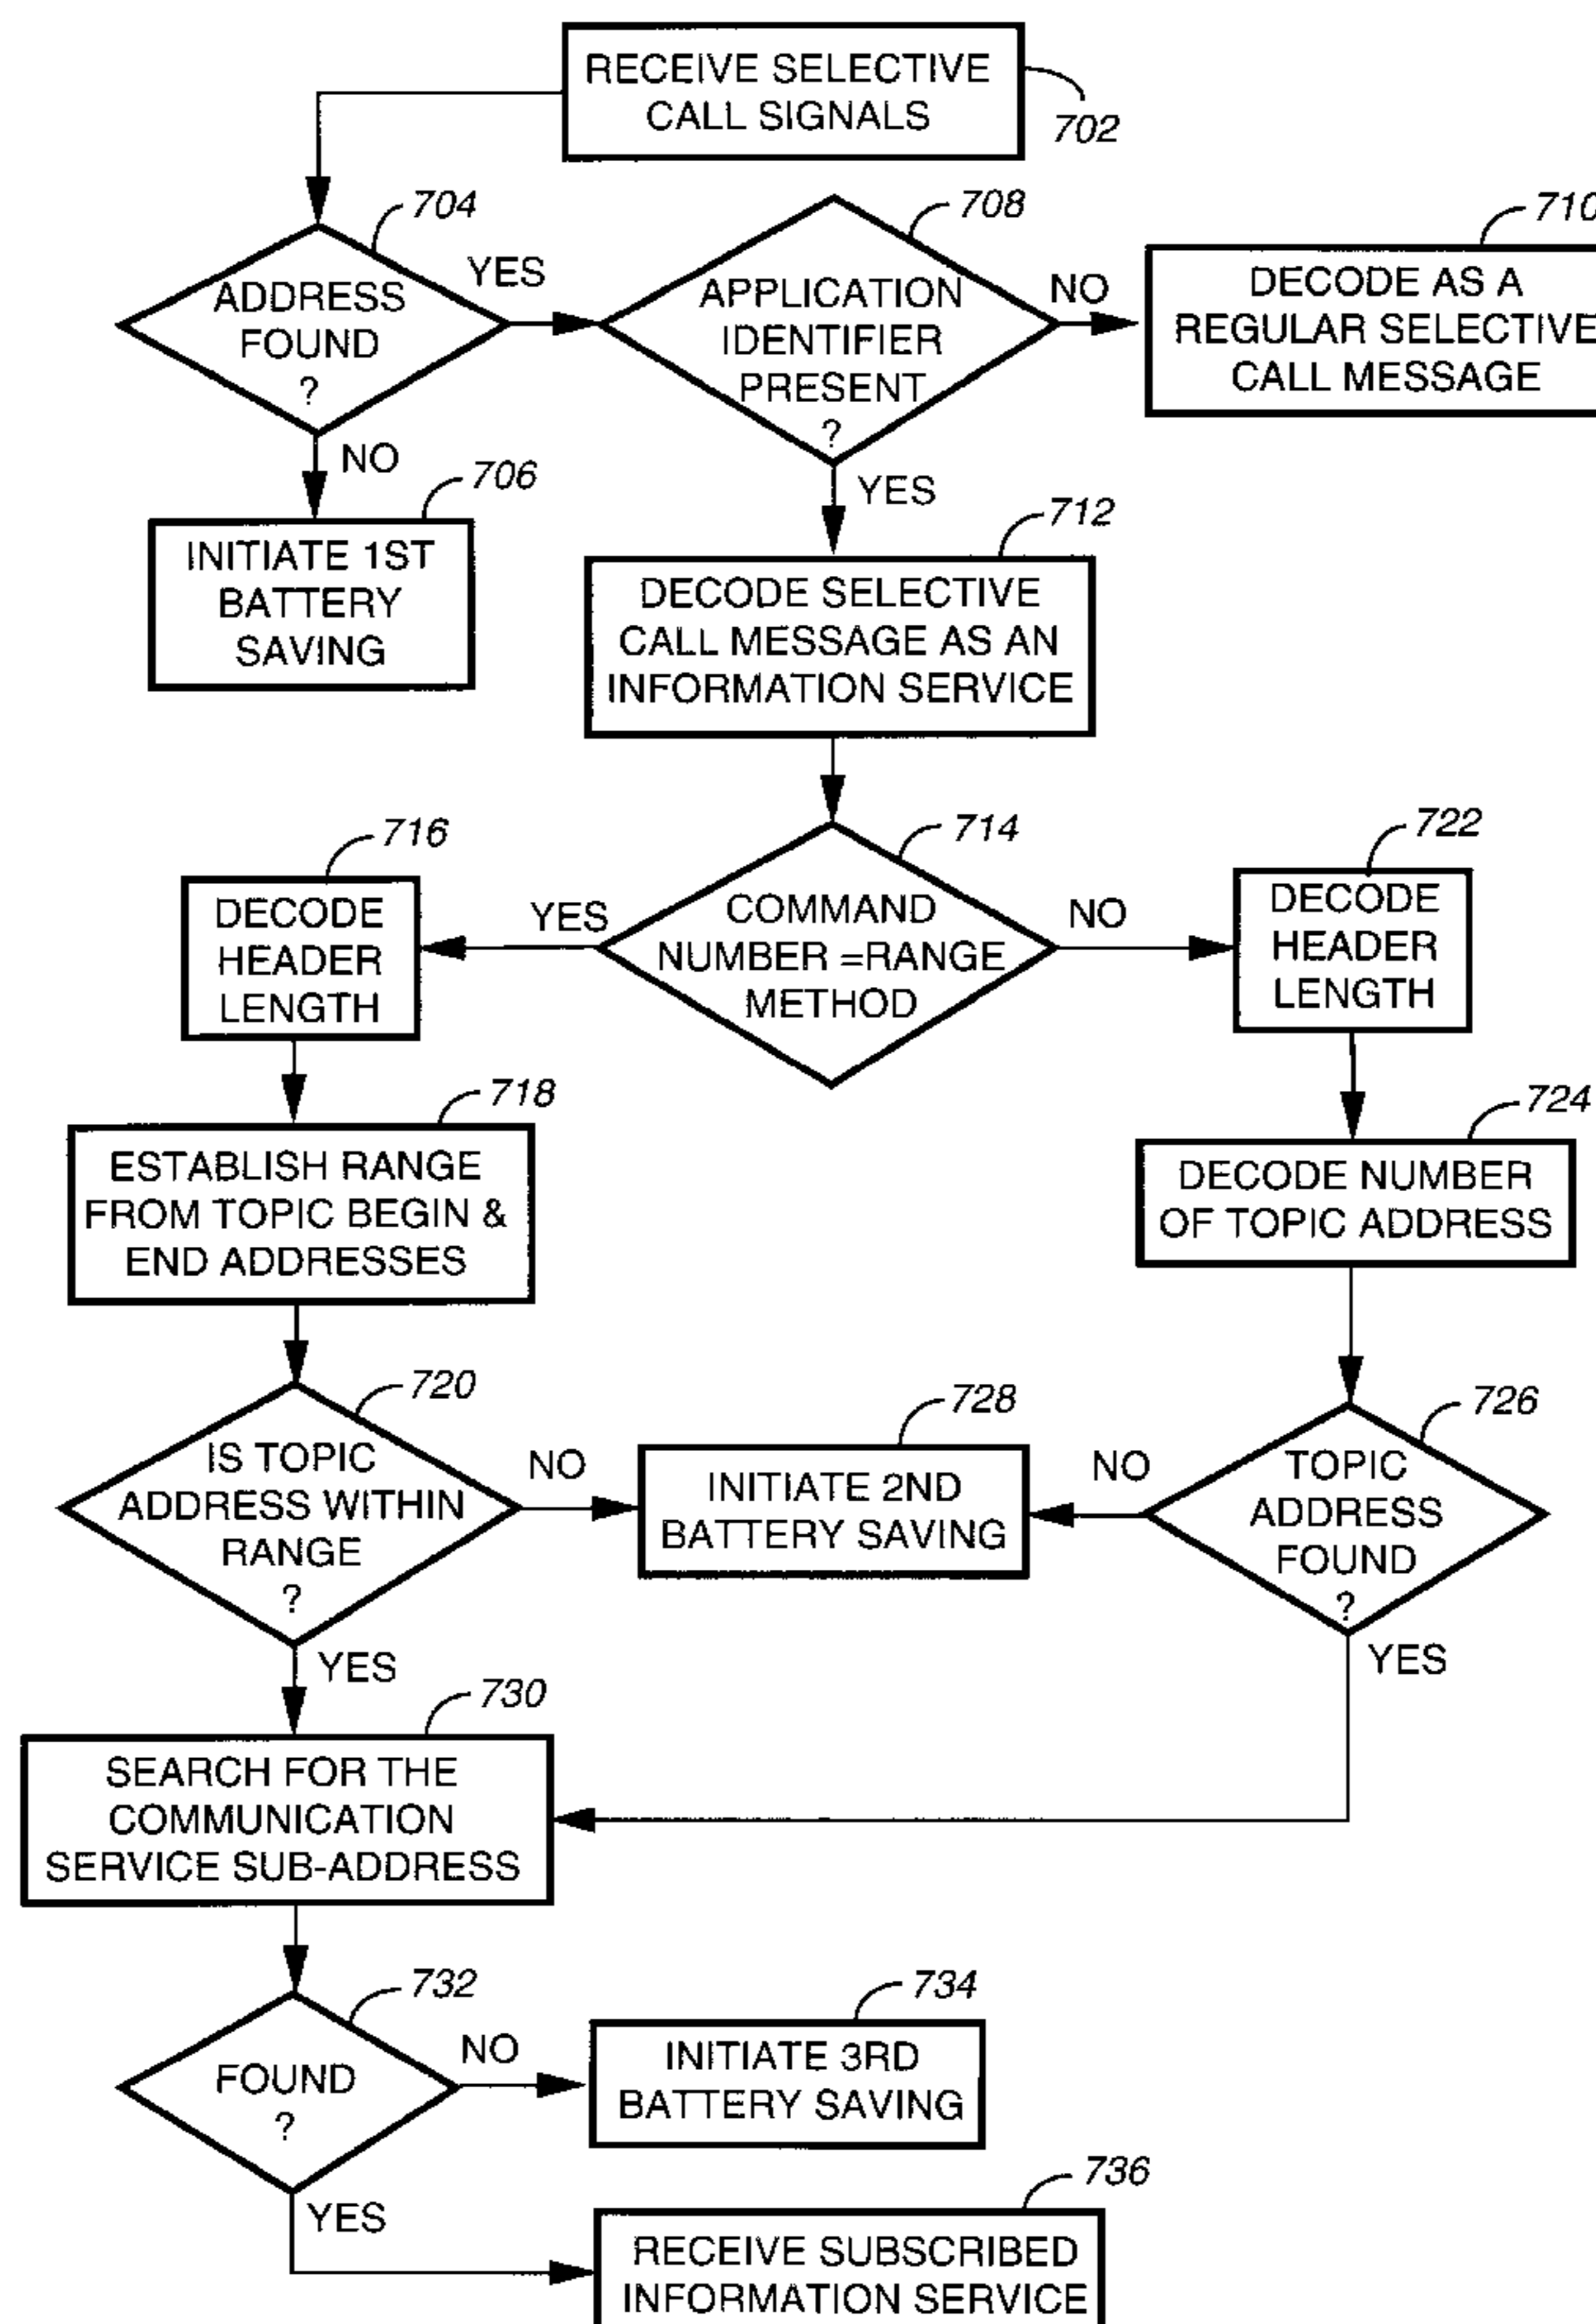 RECEIVE SELECTIVE
CALL SIGNALS
702
704
ADDRESS
FOUND
?
YES
NO
708
APPLICATION
IDENTIFIER
PRESENT
?
NO
YES
710
DECODE AS A
REGULAR SELECTIVE
CALL MESSAGE
706
INITIATE 1ST
BATTERY
SAVING
712
DECODE SELECTIVE
CALL MESSAGE AS AN
INFORMATION SERVICE
714
COMMAND
NUMBER =RANGE
METHOD
YES
NO
716
DECODE
HEADER
LENGTH
722
DECODE
HEADER
LENGTH
718
ESTABLISH RANGE
FROM TOPIC BEGIN &
END ADDRESSES
724
DECODE NUMBER
OF TOPIC ADDRESS
720
IS TOPIC
ADDRESS WITHIN
RANGE
?
NO
YES
728
INITIATE 2ND
BATTERY SAVING
726
TOPIC
ADDRESS
FOUND
?
NO
YES
730
SEARCH FOR THE
COMMUNICATION
SERVICE SUB-ADDRESS
732
FOUND
?
NO
YES
734
INITIATE 3RD
BATTERY SAVING
736
RECEIVE SUBSCRIBED
INFORMATION SERVICE